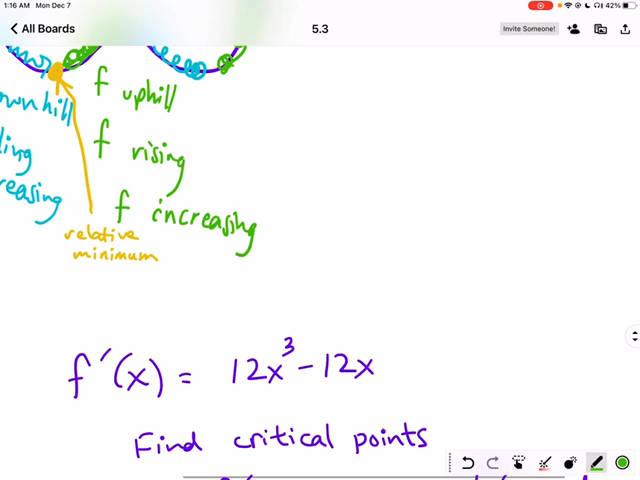 1:16 AM Mon Dec 7
42%
All Boards
5.3
Invite Someone!
f uphill
f rising
f increasing
relative
minimum
f′(x) = 12x³ - 12x
Find critical points